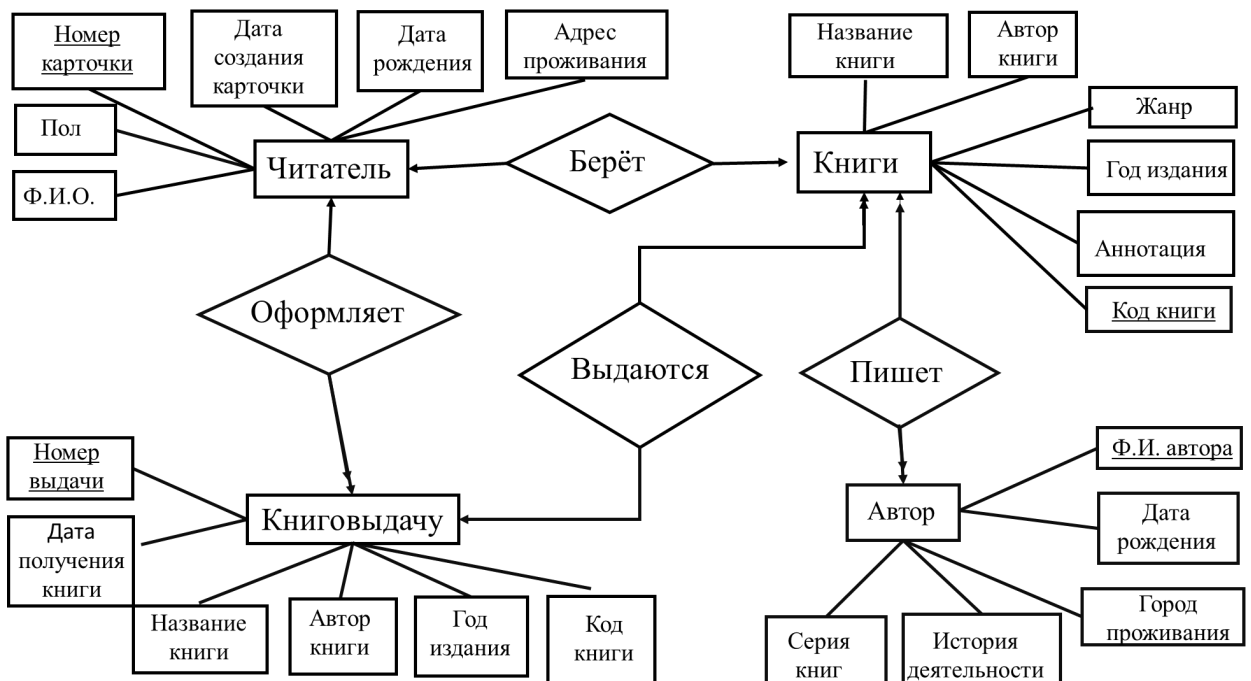 Номер
карточки
Дата
создания
карточки
Дата
рождения
Адрес
проживания
Название
книги
Автор
книги
Пол
Ф.И.О.
Читатель
Берёт
Книги
Жанр
Год издания
Аннотация
Код книги
Оформляет
Выдаются
Пишет
Номер
выдачи
Дата
получения
книги
Книговыдачу
Название
книги
Автор
книги
Год
издания
Код
книги
Автор
Ф.И. автора
Дата
рождения
Город
проживания
Серия
книг
История
деятельности